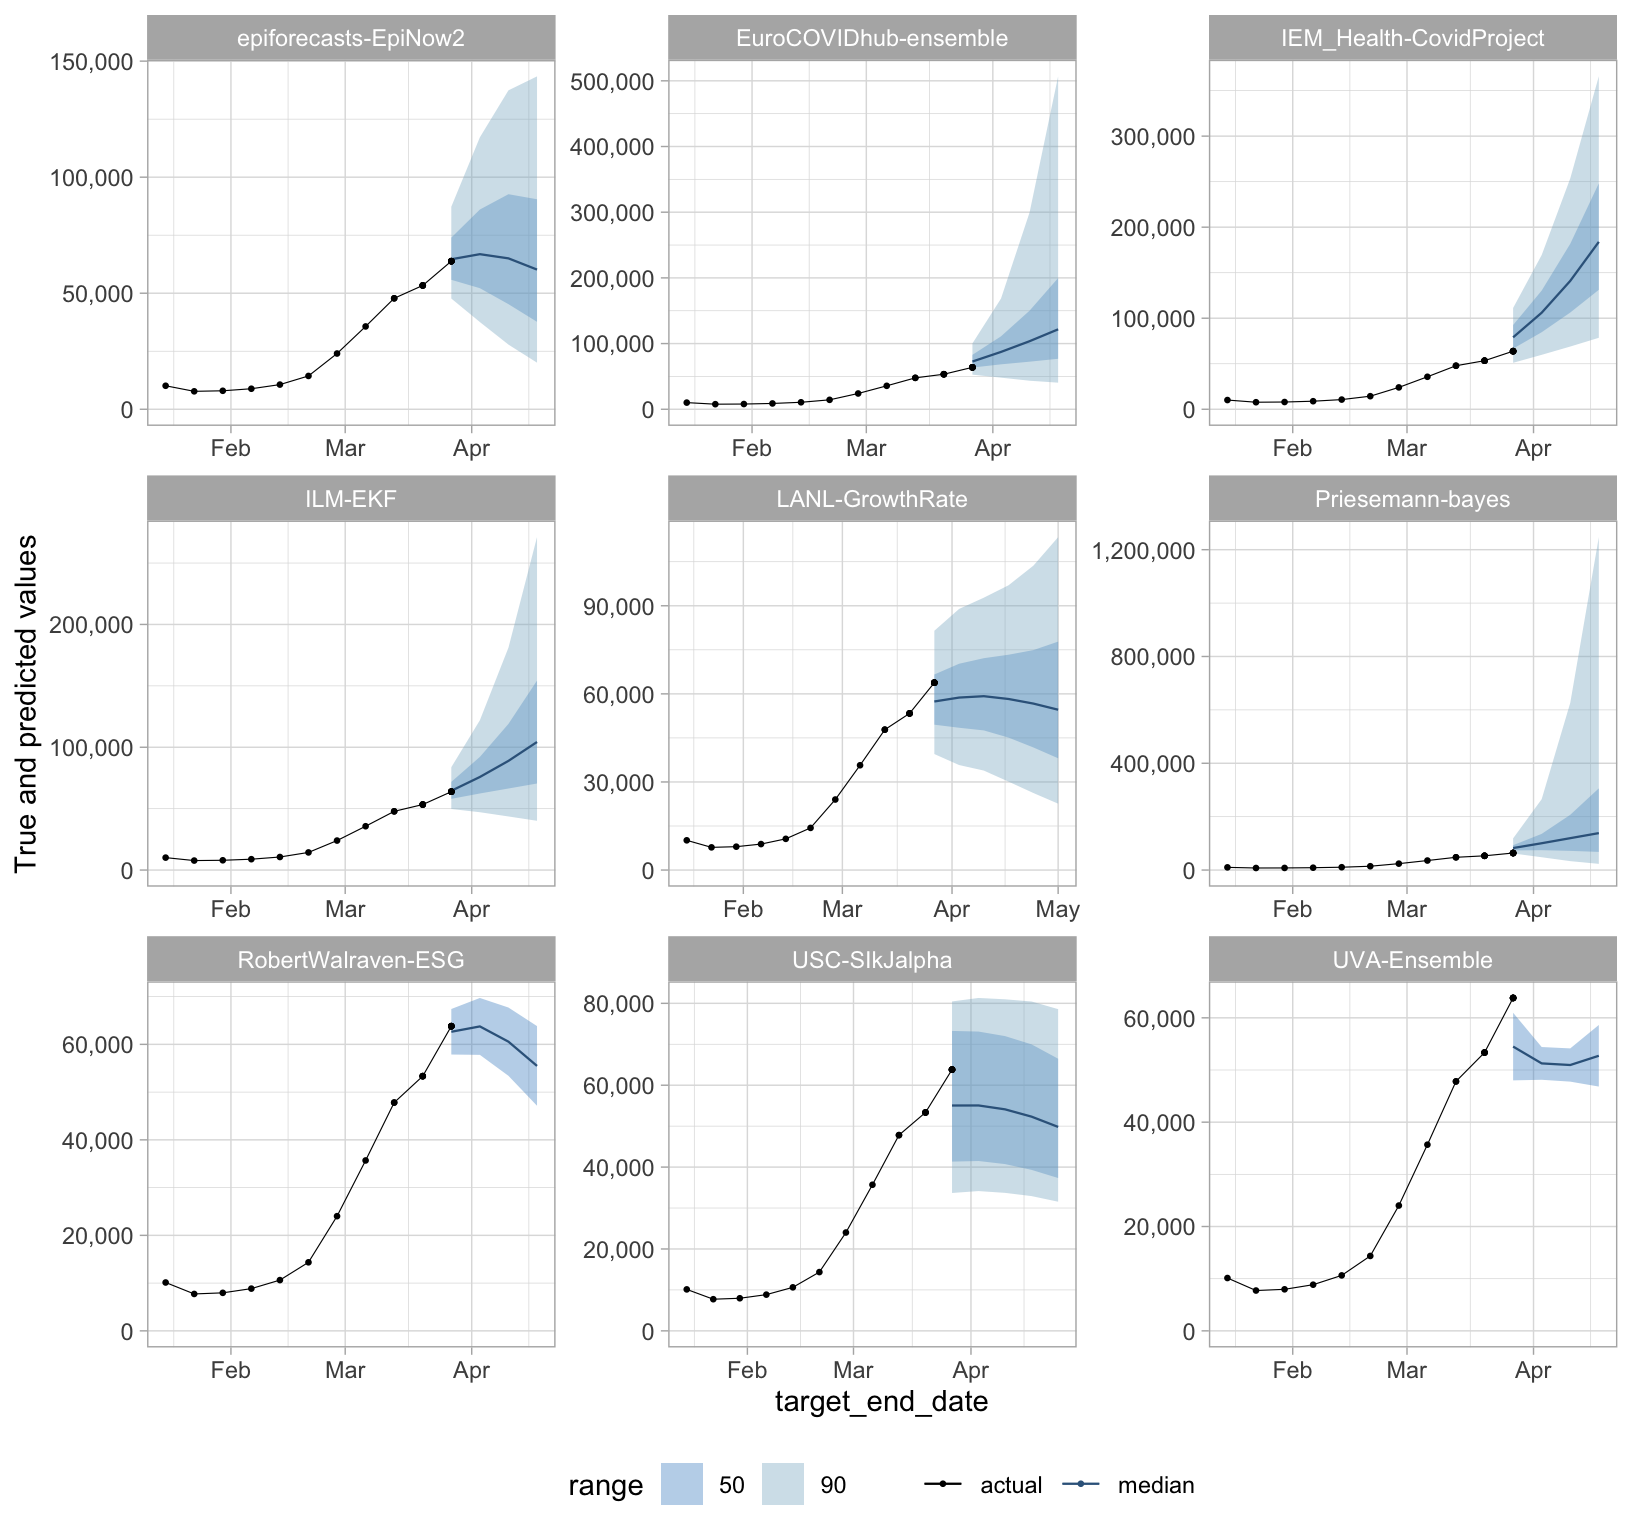 epiforecasts-EpiNow2
EuroCOVIDhub-ensemble
IEM_Health-CovidProject
150,000
100,000
50,000
0
Feb Mar Apr
500,000
400,000
300,000
200,000
100,000
0
Feb Mar Apr
300,000
200,000
100,000
0
Feb Mar Apr
True and predicted values
ILM-EKF
LANL-GrowthRate
Priesemann-bayes
200,000
100,000
0
Feb Mar Apr
90,000
60,000
30,000
0
Feb Mar Apr May
1,200,000
800,000
400,000
0
Feb Mar Apr
RobertWalraven-ESG
USC-SIkJalpha
UVA-Ensemble
60,000
40,000
20,000
0
Feb Mar Apr
80,000
60,000
40,000
20,000
0
Feb Mar Apr
60,000
40,000
20,000
0
Feb Mar Apr
target_end_date
range 50 90 actual median